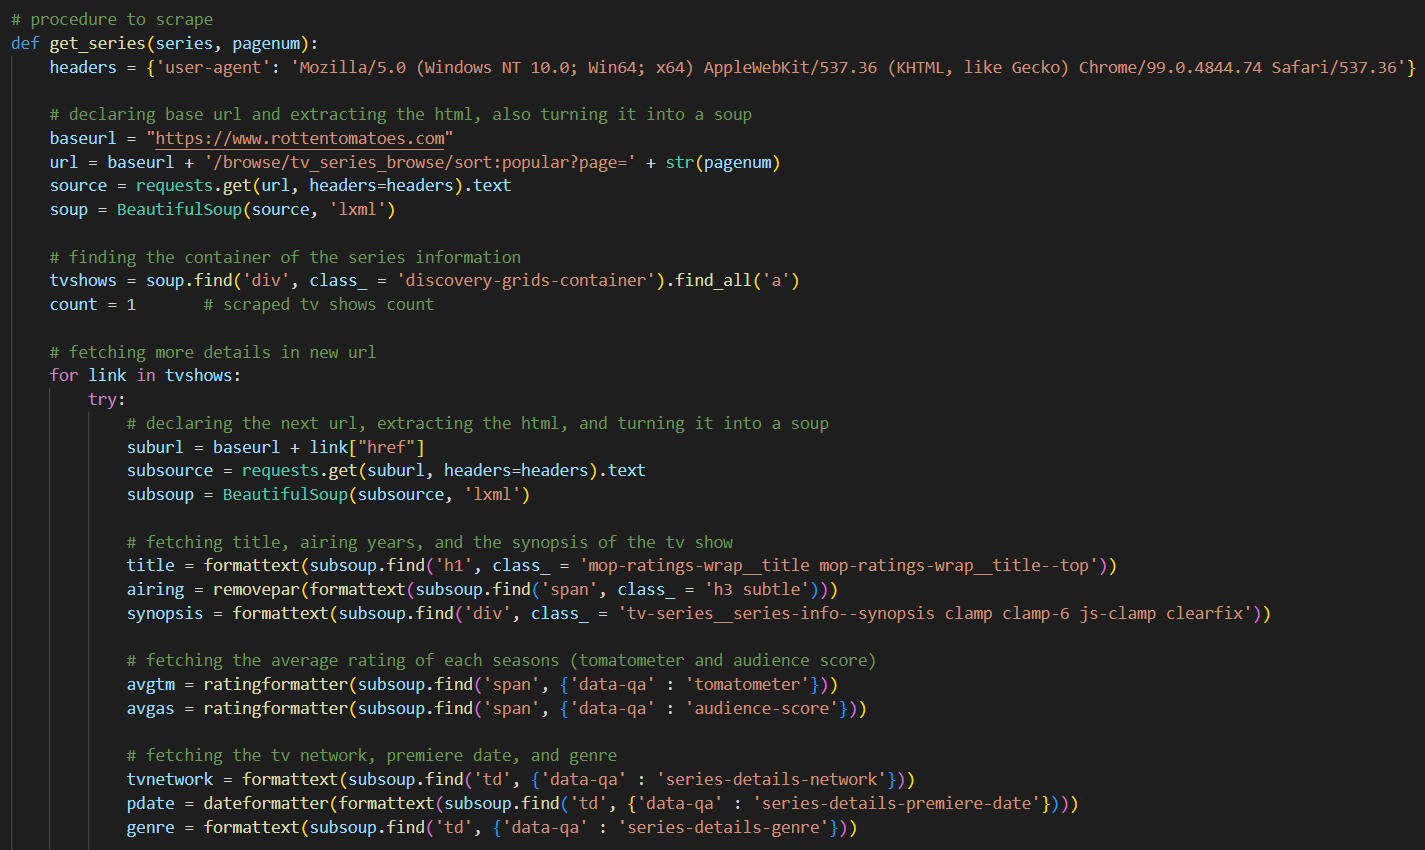 # procedure to scrape
def get_series(series, pagenum):
    headers = {'user-agent': 'Mozilla/5.0 (Windows NT 10.0; Win64; x64) AppleWebKit/537.36 (KHTML, like Gecko) Chrome/99.0.4844.74 Safari/537.36'}

    # declaring base url and extracting the html, also turning it into a soup
    baseurl = "https://www.rottentomatoes.com"
    url = baseurl + '/browse/tv_series_browse/sort:popular?page=' + str(pagenum)
    source = requests.get(url, headers=headers).text
    soup = BeautifulSoup(source, 'lxml')

    # finding the container of the series information
    tvshows = soup.find('div', class_ = 'discovery-grids-container').find_all('a')
    count = 1       # scraped tv shows count

    # fetching more details in new url
    for link in tvshows:
        try:
            # declaring the next url, extracting the html, and turning it into a soup
            suburl = baseurl + link["href"]
            subsource = requests.get(suburl, headers=headers).text
            subsoup = BeautifulSoup(subsource, 'lxml')

            # fetching title, airing years, and the synopsis of the tv show
            title = formattext(subsoup.find('h1', class_ = 'mop-ratings-wrap__title mop-ratings-wrap__title--top'))
            airing = removepar(formattext(subsoup.find('span', class_ = 'h3 subtle')))
            synopsis = formattext(subsoup.find('div', class_ = 'tv-series__series-info--synopsis clamp clamp-6 js-clamp clearfix'))

            # fetching the average rating of each seasons (tomatometer and audience score)
            avgtm = ratingformatter(subsoup.find('span', {'data-qa' : 'tomatometer'}))
            avgas = ratingformatter(subsoup.find('span', {'data-qa' : 'audience-score'}))

            # fetching the tv network, premiere date, and genre
            tvnetwork = formattext(subsoup.find('td', {'data-qa' : 'series-details-network'}))
            pdate = dateformatter(formattext(subsoup.find('td', {'data-qa' : 'series-details-premiere-date'})))
            genre = formattext(subsoup.find('td', {'data-qa' : 'series-details-genre'}))